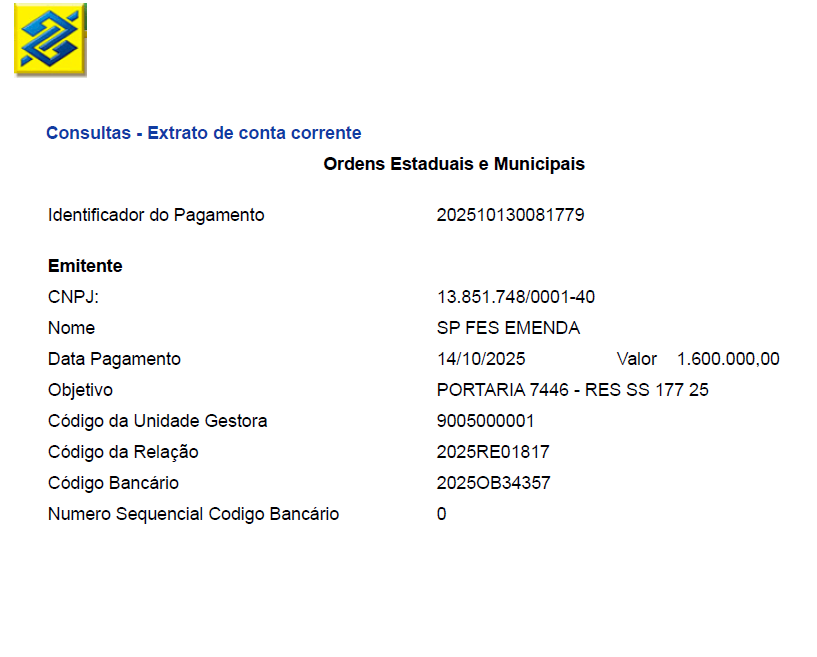 Consultas - Extrato de conta corrente
Ordens Estaduais e Municipais
Identificador do Pagamento 202510130081779
Emitente
CNPJ: 13.851.748/0001-40
Nome SP FES EMENDA
Data Pagamento 14/10/2025 Valor 1.600.000,00
Objetivo PORTARIA 7446 - RES SS 177 25
Código da Unidade Gestora 9005000001
Código da Relação 2025RE01817
Código Bancário 2025OB34357
Numero Sequencial Codigo Bancário 0